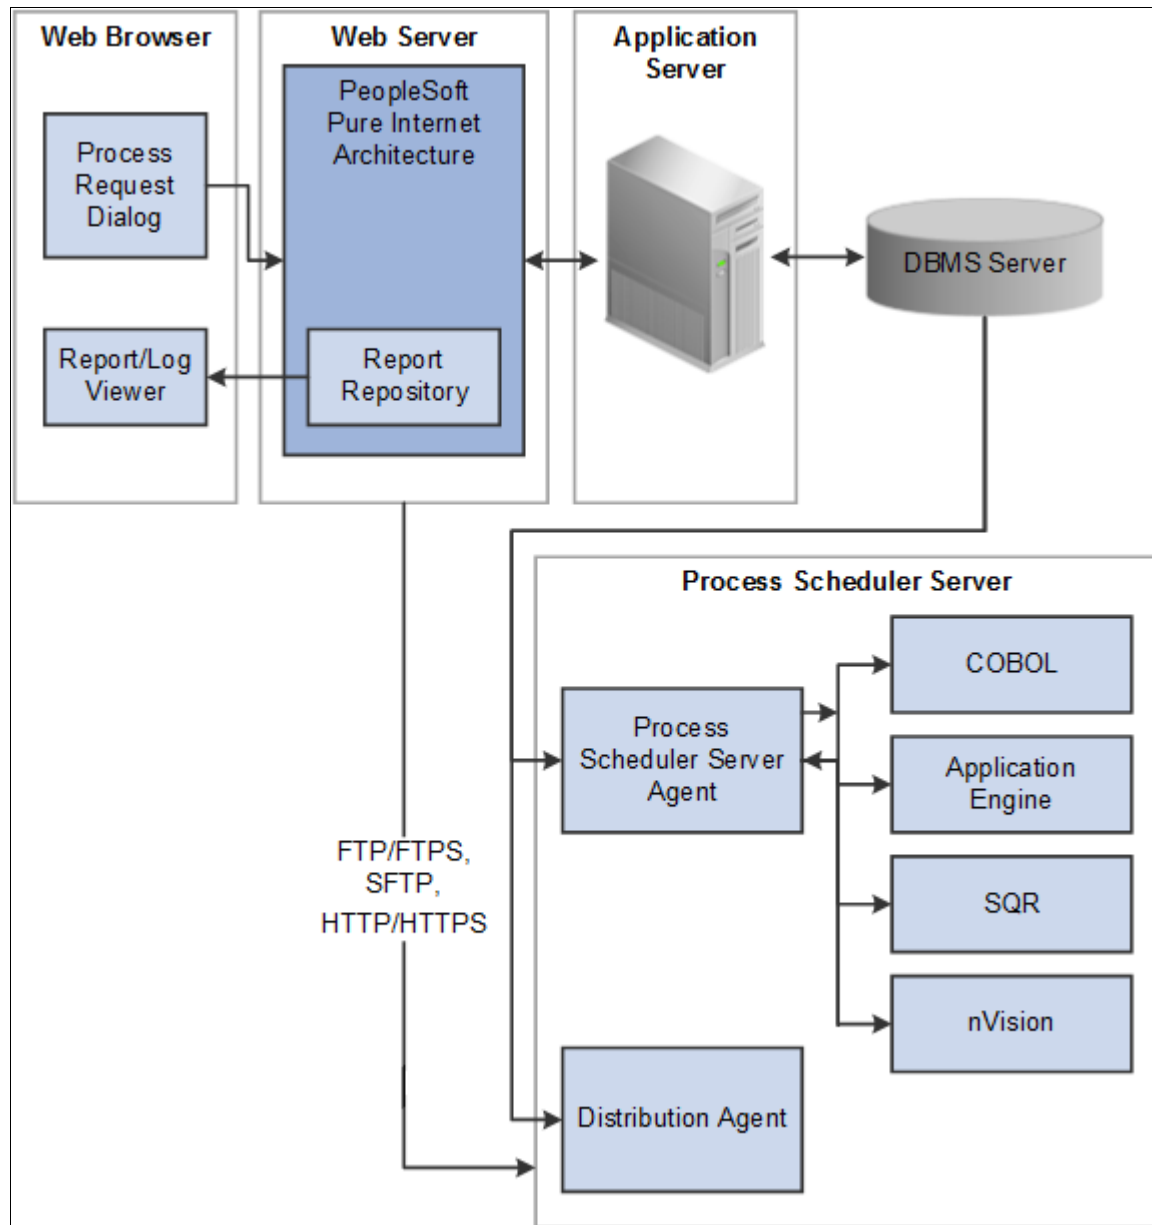 Web Browser
Process
Request
Dialog
Report/Log
Viewer
Web Server
PeopleSoft
Pure Internet
Architecture
Report
Repository
Application
Server
DBMS Server
FTP/FTPS,
SFTP,
HTTP/HTTPS
Process Scheduler Server
Process
Scheduler Server
Agent
COBOL
Application
Engine
SQR
nVision
Distribution Agent